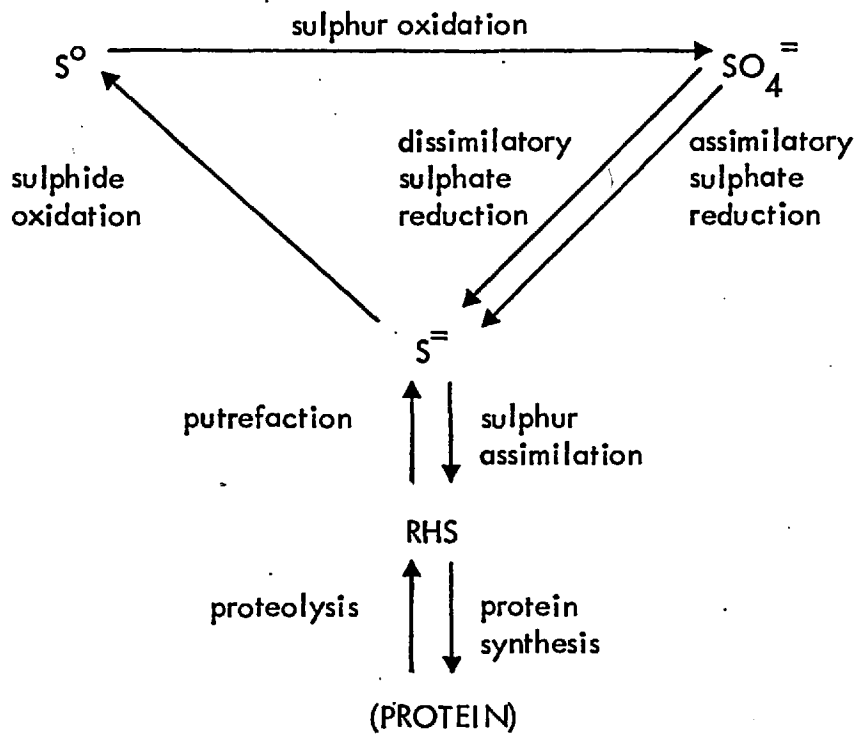 sulphur oxidation
S°
SO4=
dissimilatory
sulphate
reduction
assimilatory
sulphate
reduction
sulphide
oxidation
S=
putrefaction
sulphur
assimilation
RHS
proteolysis
protein
synthesis
(PROTEIN)